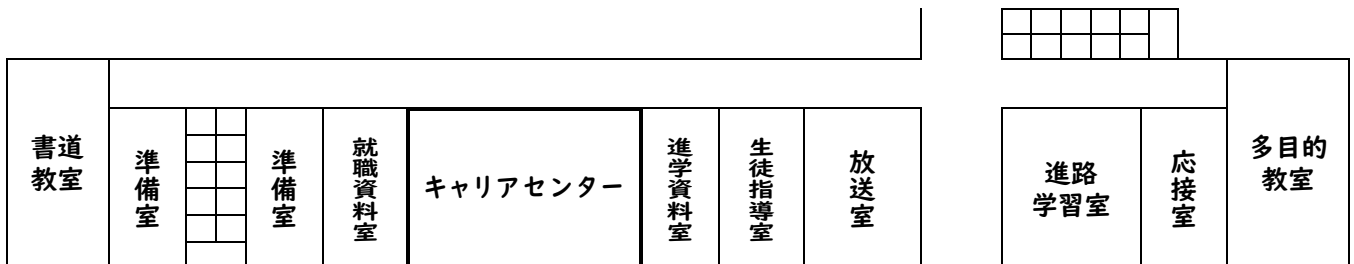 書道
教室
準備室
準備室
就職資料室
キャリアセンター
進学資料室
生徒指導室
放送室
進路
学習室
応接室
多目的
教室